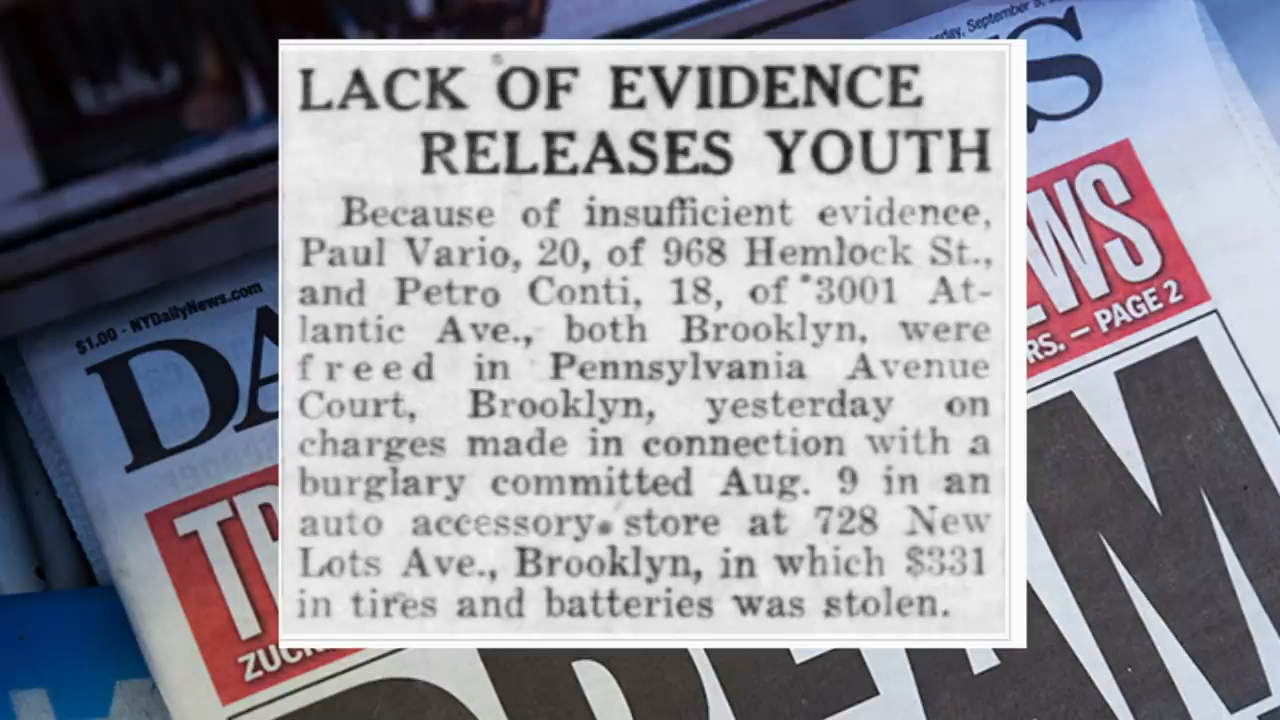 LACK OF EVIDENCE
RELEASES YOUTH
Because of insufficient evidence,
Paul Vario, 20, of 968 Hemlock St.,
and Petro Conti, 18, of 3001 At-
lantic Ave., both Brooklyn, were
freed in Pennsylvania Avenue
Court, Brooklyn, yesterday on
charges made in connection with a
burglary committed Aug. 9 in an
auto accessory store at 728 New
Lots Ave., Brooklyn, in which $331
in tires and batteries was stolen.
$1.00 - NYDailyNews.com
– PAGE 2